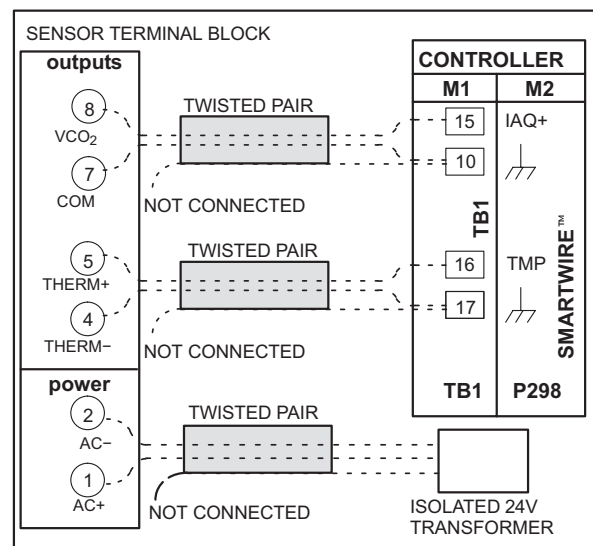 SENSOR TERMINAL BLOCK
outputs
8
VCO₂
7
COM
5
THERM+
4
THERM−
power
2
AC−
1
AC+
TWISTED PAIR
NOT CONNECTED
TWISTED PAIR
NOT CONNECTED
TWISTED PAIR
NOT CONNECTED
CONTROLLER
M1 M2
15 IAQ+
10
TB1
16 TMP
17
SMARTWIRE™
TB1 P298
ISOLATED 24V
TRANSFORMER